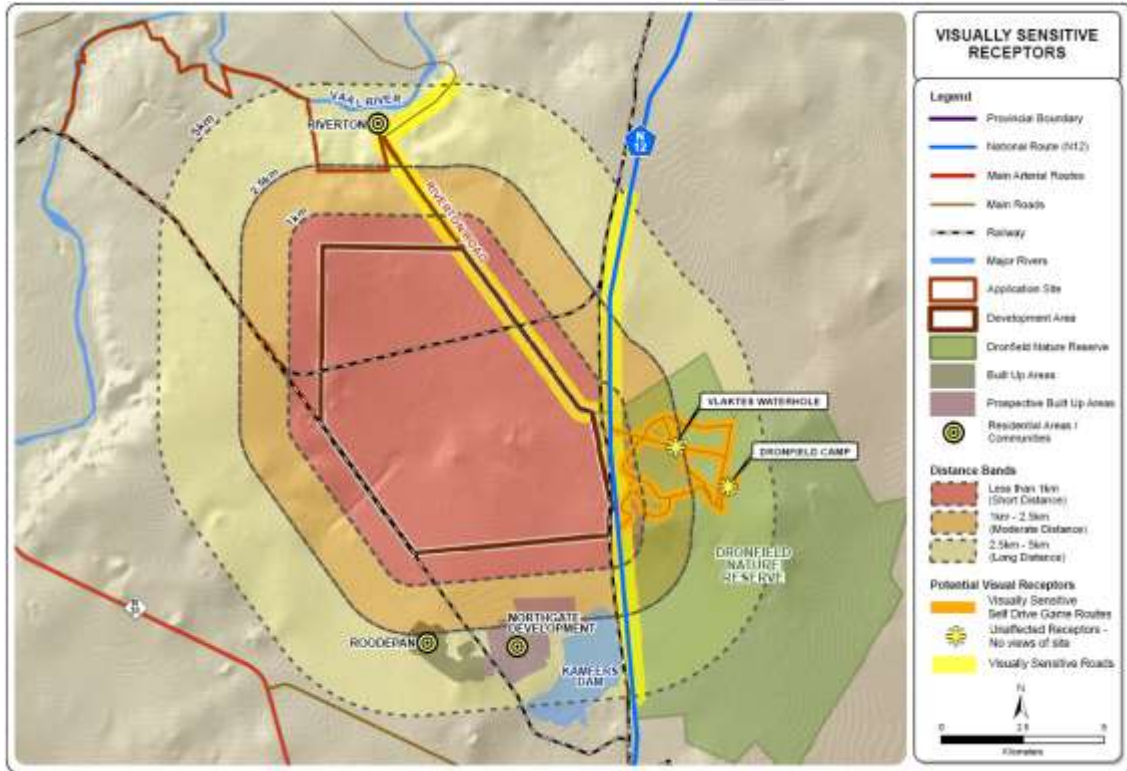 VISUALLY SENSITIVE
RECEPTORS
Legend
Provincial Boundary
National Route (N12)
Main Arterial Routes
Main Roads
Railway
Major Rivers
Application Site
Development Area
Dronfield Nature Reserve
Built Up Areas
Prospective Built Up Areas
Residential Areas /
Communities
Distance Bands
Less than 1km
(Short Distance)
1km - 2.5km
(Moderate Distance)
2.5km - 5km
(Long Distance)
Potential Visual Receptors
Visually Sensitive
Self Drive Game Routes
Unaffected Receptors -
No views of site
Visually Sensitive Roads
N
0
5
Kilometers
VAAL RIVER
RIVERTON
5km
2.5km
1km
RIVERTON ROAD
N
12
VLAKTES WATERHOLE
DRONFIELD CAMP
DRONFIELD
NATURE
RESERVE
NORTHGATE
DEVELOPMENT
ROODEPAN
KAMFERS
DAM